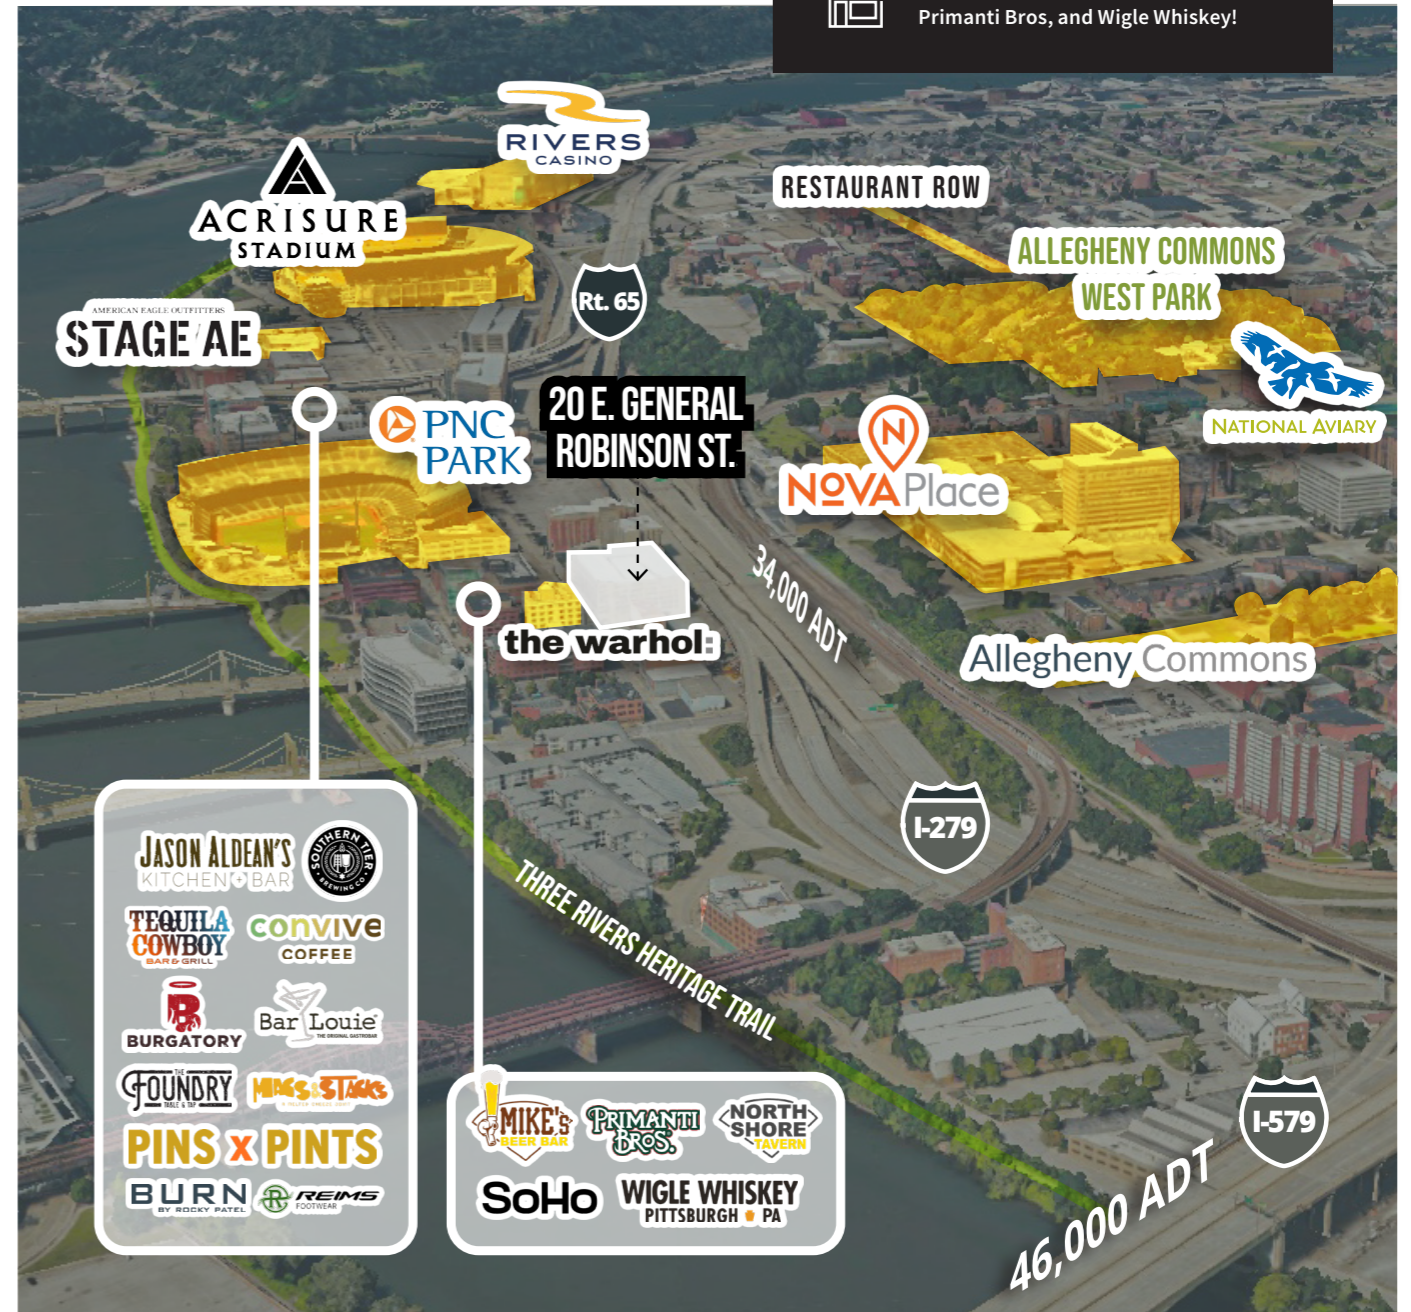 Primanti Bros, and Wigle Whiskey!
RIVERS
CASINO
ACRISURE
STADIUM
RESTAURANT ROW
ALLEGHENY COMMONS
WEST PARK
Rt. 65
AMERICAN EAGLE OUTFITTERS
STAGE AE
NATIONAL AVIARY
PNC
PARK
20 E. GENERAL
ROBINSON ST.
N
NOVA Place
34,000 ADT
the warhol:
Allegheny Commons
I-279
THREE RIVERS HERITAGE TRAIL
JASON ALDEAN'S
KITCHEN + BAR
SOUTHERN TIER
BREWING CO.
TEQUILA
COWBOY
BAR & GRILL
convive
COFFEE
B
BURGATORY
Bar Louie
THE ORIGINAL GASTROBAR
THE
FOUNDRY
TABLE & TAP
MAC & STACKS
PINS x PINTS
BURN
BY ROCKY PATEL
R REIMS
FOOTWEAR
MIKE'S
BEER BAR
PRIMANTI
BROS.
NORTH
SHORE
TAVERN
SoHo
WIGLE WHISKEY
PITTSBURGH PA
I-579
46,000 ADT